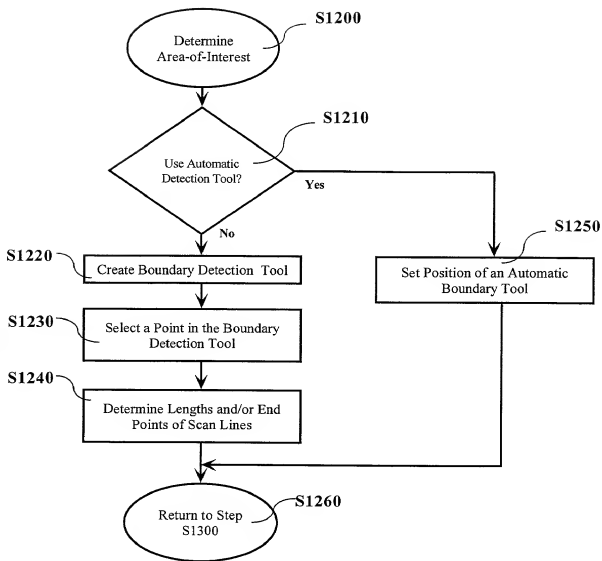 S1200
Determine
Area-of-Interest
S1210
Use Automatic
Detection Tool?
Yes
No
S1220
Create Boundary Detection Tool
S1250
Set Position of an Automatic
Boundary Tool
S1230
Select a Point in the Boundary
Detection Tool
S1240
Determine Lengths and/or End
Points of Scan Lines
S1260
Return to Step
S1300